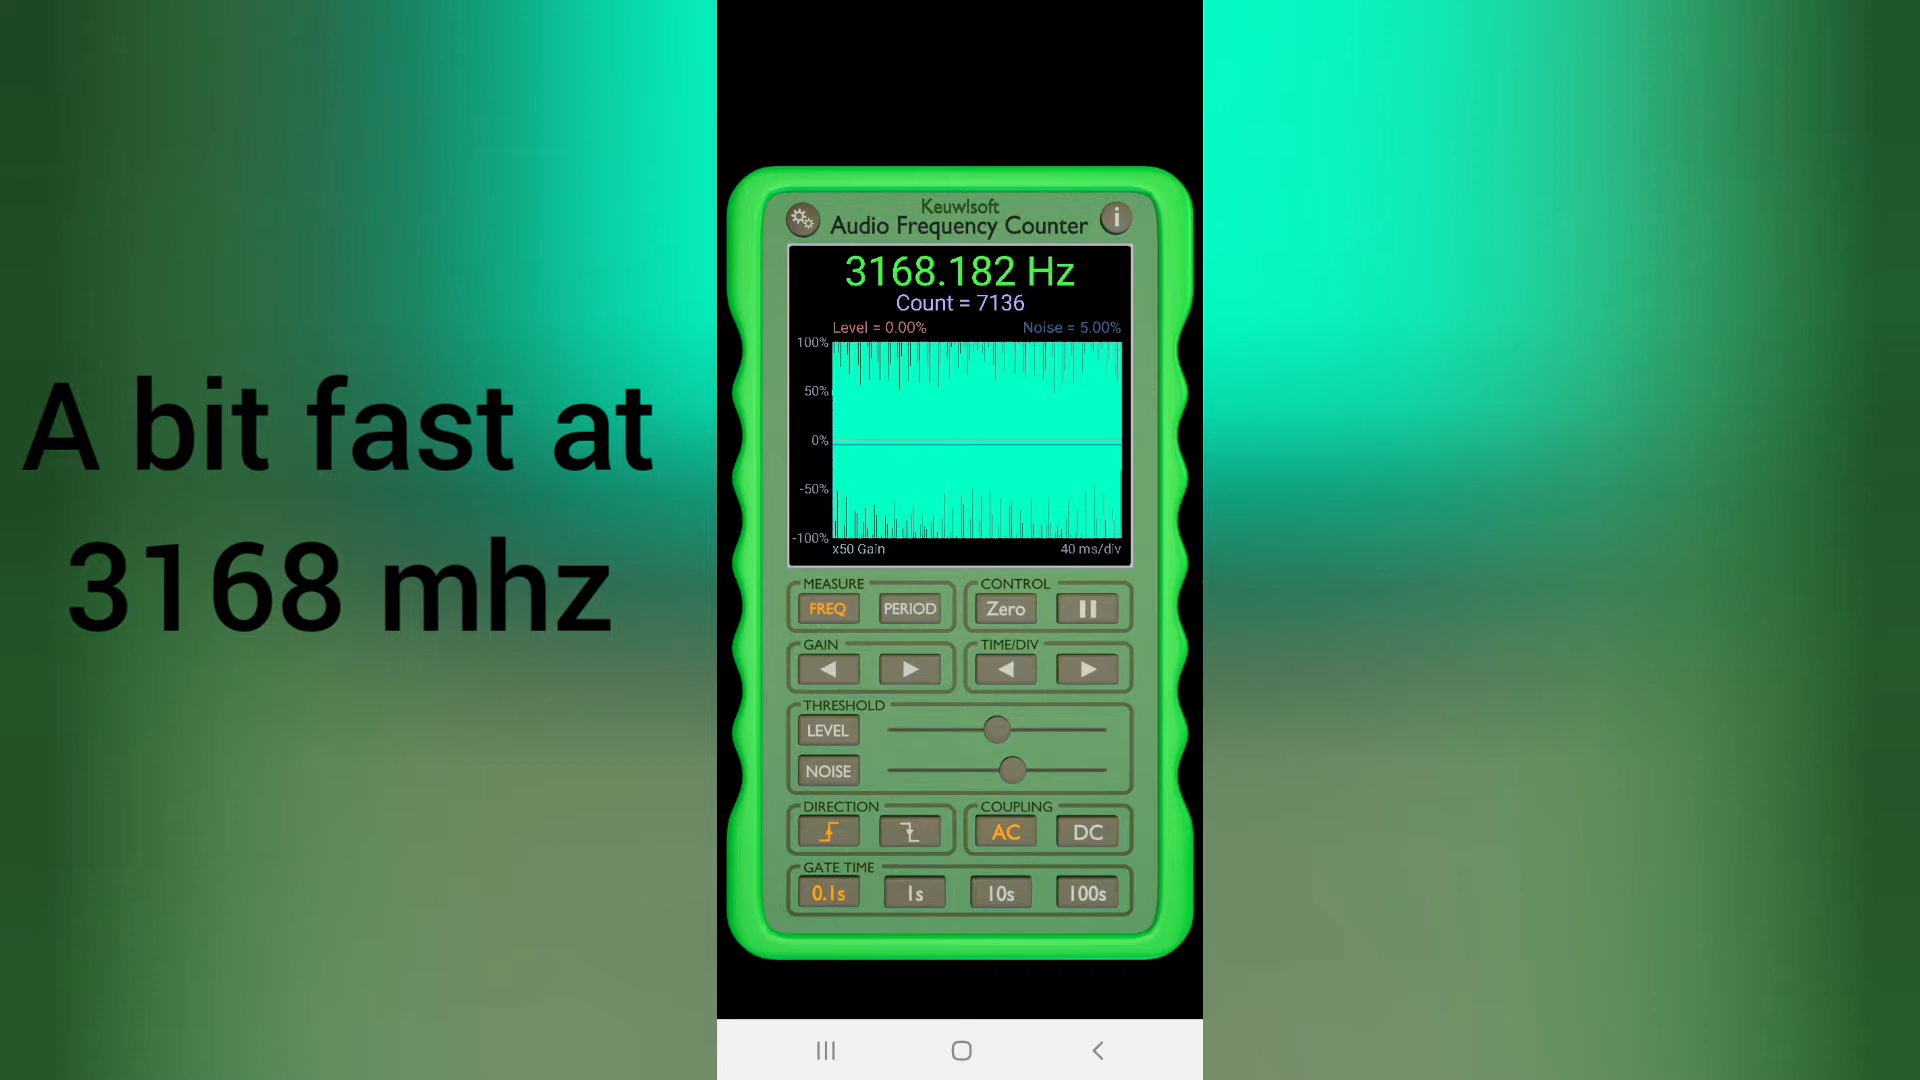 A bit fast at
3168 mhz
Keuwlsoft
Audio Frequency Counter
i
3168.182 Hz
Count = 7136
Level = 0.00%
Noise = 5.00%
100%
50%
0%
-50%
-100%
x50 Gain
40 ms/div
MEASURE
FREQ
PERIOD
CONTROL
Zero
GAIN
TIME/DIV
THRESHOLD
LEVEL
NOISE
DIRECTION
COUPLING
AC
DC
GATE TIME
0.1s
1s
10s
100s